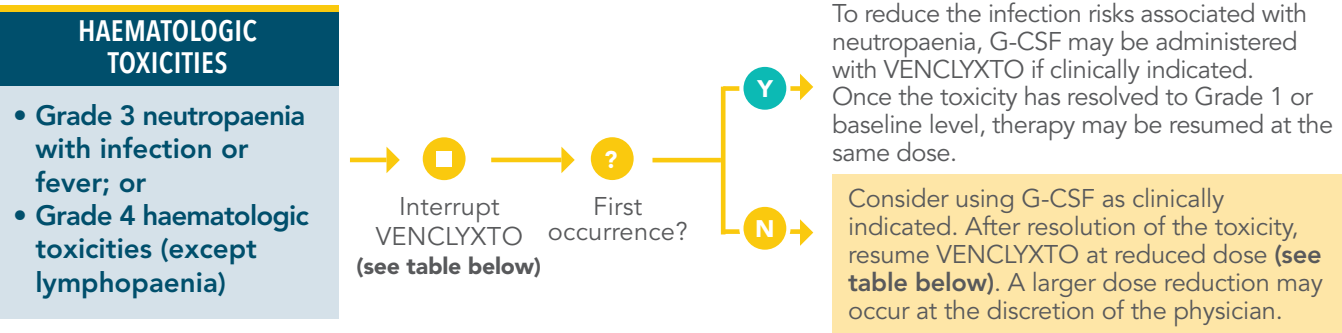 HAEMATOLOGIC
TOXICITIES
• Grade 3 neutropaenia
with infection or
fever; or
• Grade 4 haematologic
toxicities (except
lymphopaenia)
Interrupt
VENCLYXTO
(see table below)
?
First
occurrence?
Y
To reduce the infection risks associated with
neutropaenia, G-CSF may be administered
with VENCLYXTO if clinically indicated.
Once the toxicity has resolved to Grade 1 or
baseline level, therapy may be resumed at the
same dose.
N
Consider using G-CSF as clinically
indicated. After resolution of the toxicity,
resume VENCLYXTO at reduced dose (see
table below). A larger dose reduction may
occur at the discretion of the physician.